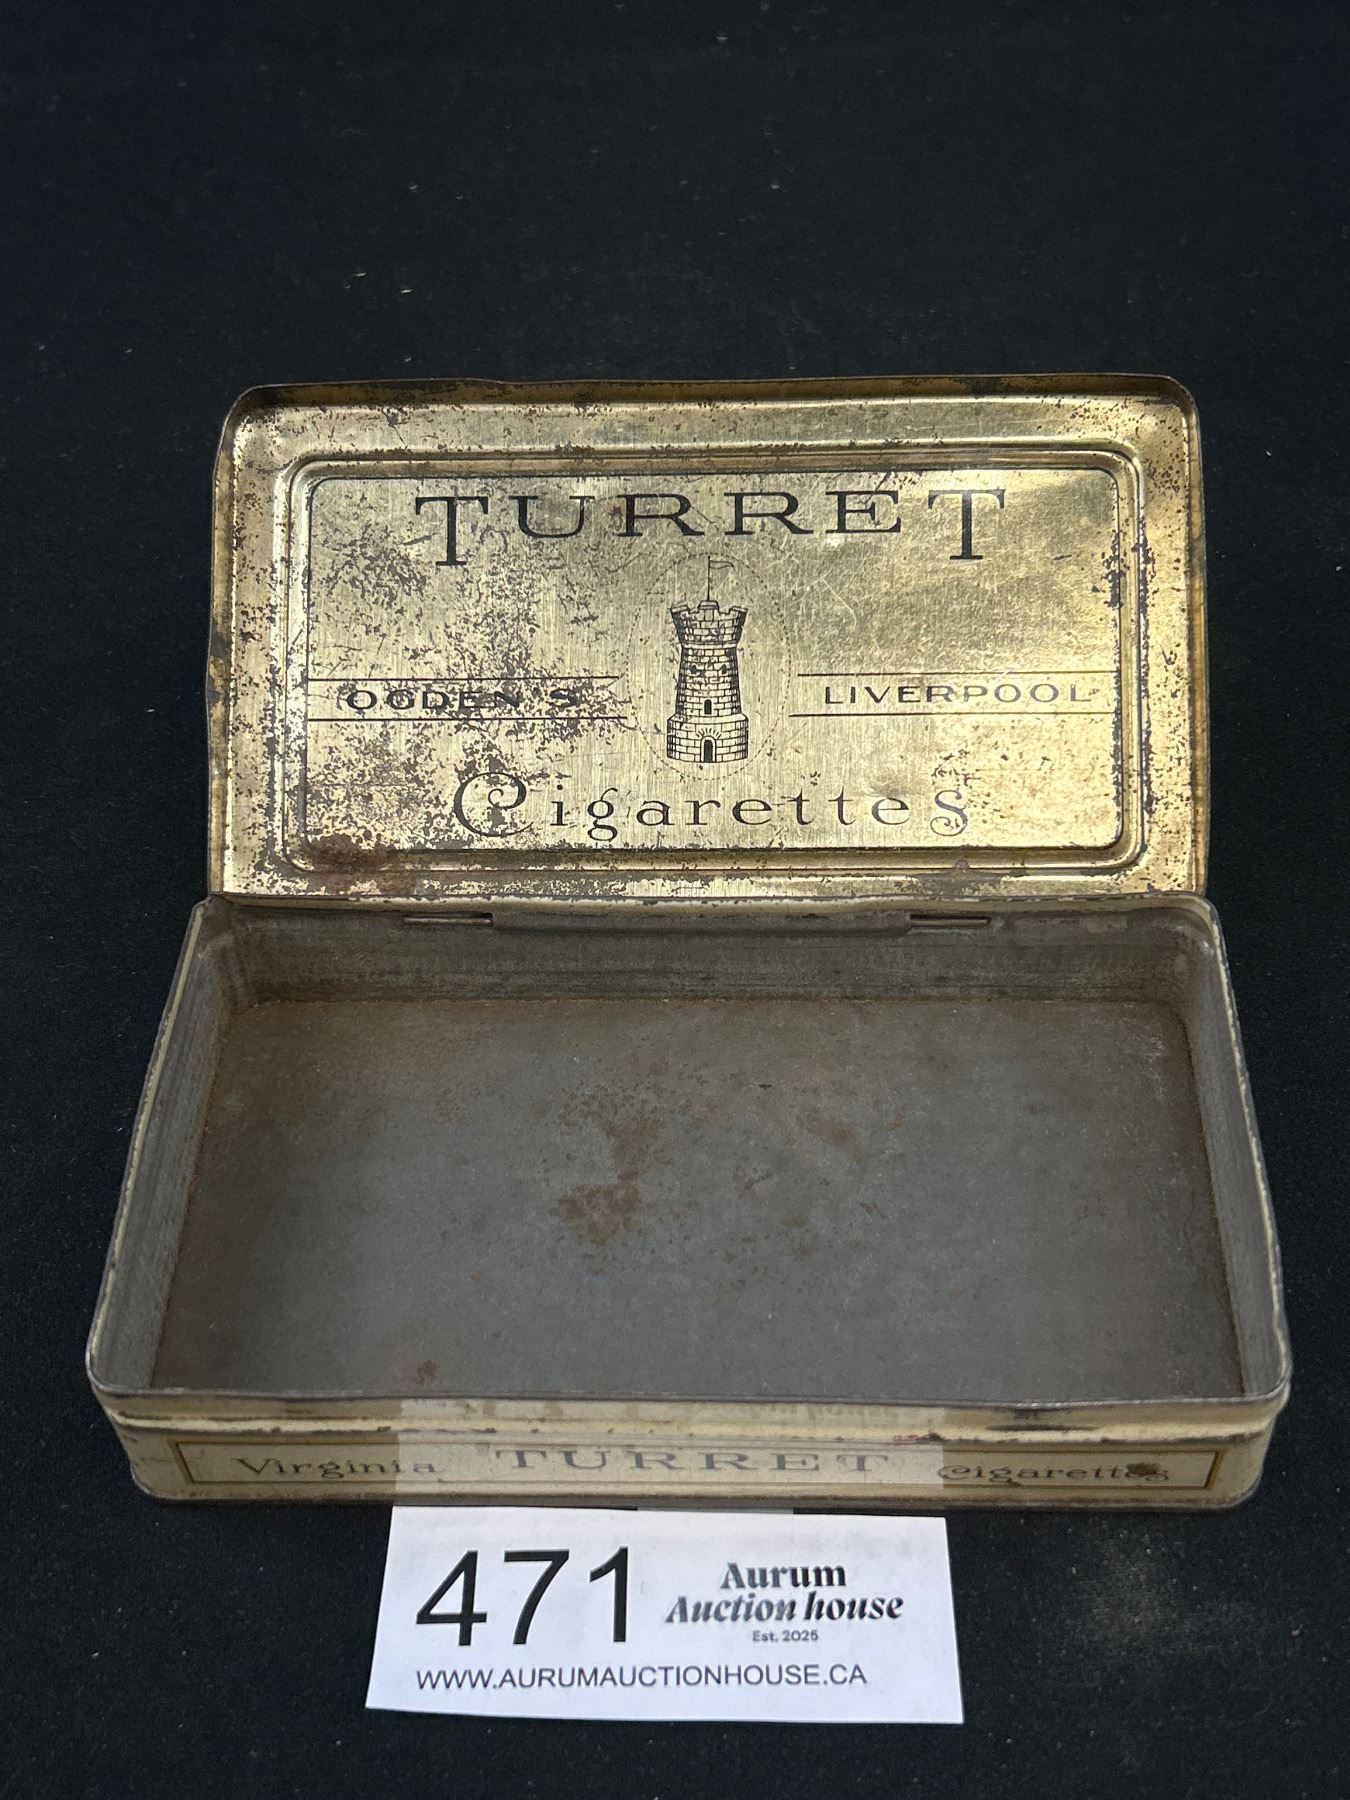 TURRET
OGDEN'S LIVERPOOL
Cigarettes
Virginia TURRET Cigarettes
471
Aurum
Auction house
Est. 2025
WWW.AURUMAUCTIONHOUSE.CA